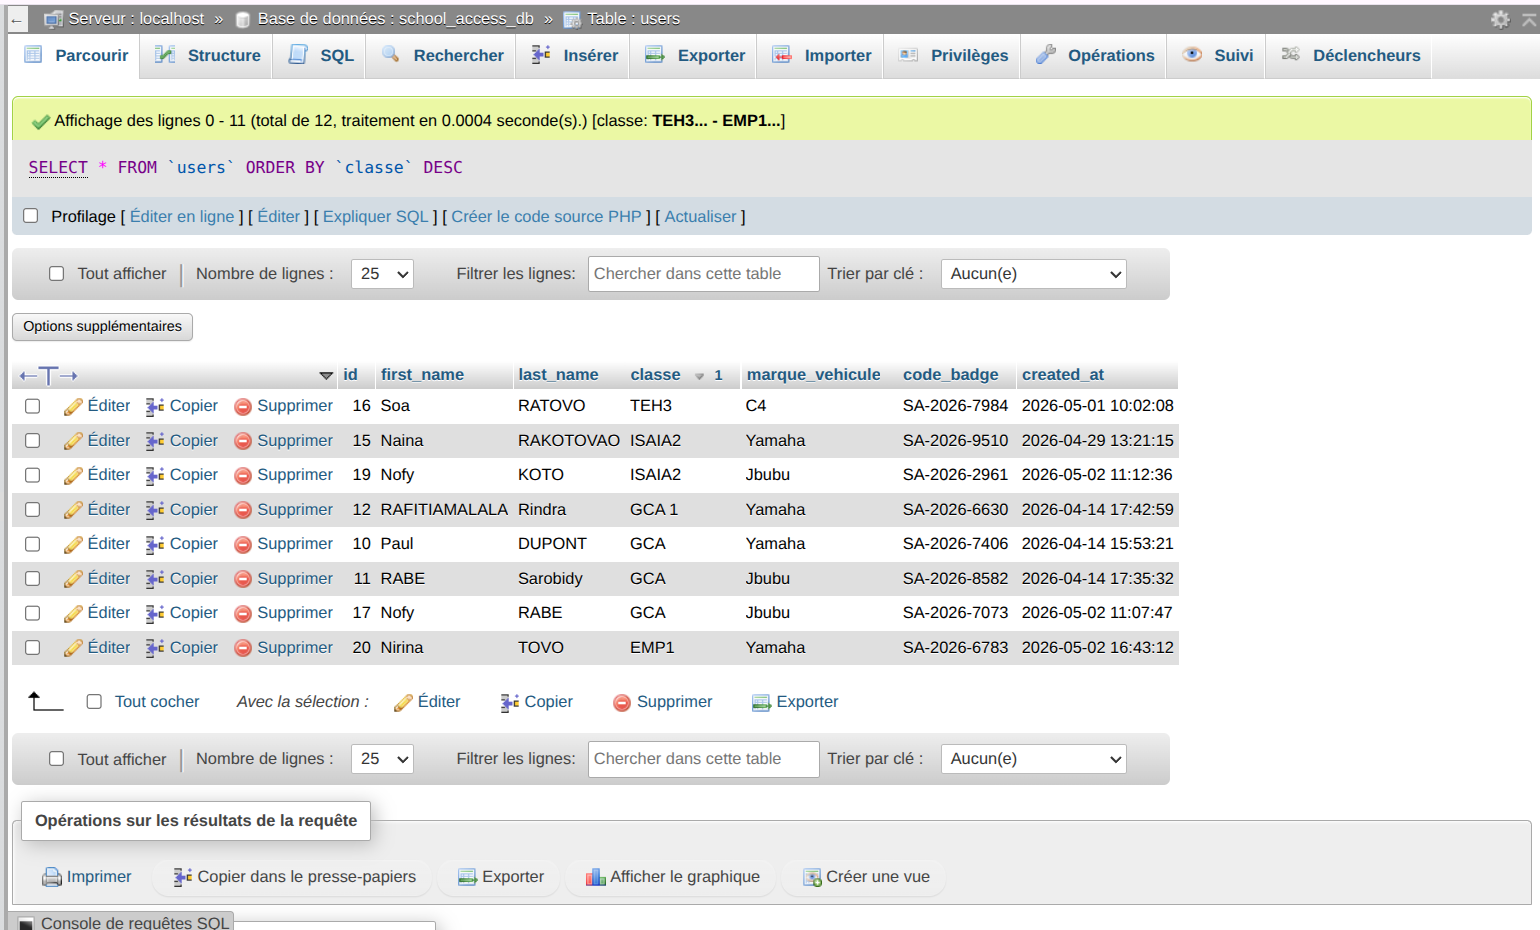 ← Serveur : localhost » Base de données : school_access_db » Table : users
Parcourir Structure SQL Rechercher Insérer Exporter Importer Privilèges Opérations Suivi Déclencheurs
Affichage des lignes 0 - 11 (total de 12, traitement en 0.0004 seconde(s).) [classe: TEH3... - EMP1...]
SELECT * FROM `users` ORDER BY `classe` DESC
Profilage [ Éditer en ligne ] [ Éditer ] [ Expliquer SQL ] [ Créer le code source PHP ] [ Actualiser ]
Tout afficher Nombre de lignes : 25 Filtrer les lignes: Chercher dans cette table Trier par clé : Aucun(e)
Options supplémentaires
←T→ id first_name last_name classe 1 marque_vehicule code_badge created_at
Éditer Copier Supprimer 16 Soa RATOVO TEH3 C4 SA-2026-7984 2026-05-01 10:02:08
Éditer Copier Supprimer 15 Naina RAKOTOVAO ISAIA2 Yamaha SA-2026-9510 2026-04-29 13:21:15
Éditer Copier Supprimer 19 Nofy KOTO ISAIA2 Jbubu SA-2026-2961 2026-05-02 11:12:36
Éditer Copier Supprimer 12 RAFITIAMALALA Rindra GCA 1 Yamaha SA-2026-6630 2026-04-14 17:42:59
Éditer Copier Supprimer 10 Paul DUPONT GCA Yamaha SA-2026-7406 2026-04-14 15:53:21
Éditer Copier Supprimer 11 RABE Sarobidy GCA Jbubu SA-2026-8582 2026-04-14 17:35:32
Éditer Copier Supprimer 17 Nofy RABE GCA Jbubu SA-2026-7073 2026-05-02 11:07:47
Éditer Copier Supprimer 20 Nirina TOVO EMP1 Yamaha SA-2026-6783 2026-05-02 16:43:12
Tout cocher Avec la sélection : Éditer Copier Supprimer Exporter
Tout afficher Nombre de lignes : 25 Filtrer les lignes: Chercher dans cette table Trier par clé : Aucun(e)
Opérations sur les résultats de la requête
Imprimer Copier dans le presse-papiers Exporter Afficher le graphique Créer une vue
Console de requêtes SQL